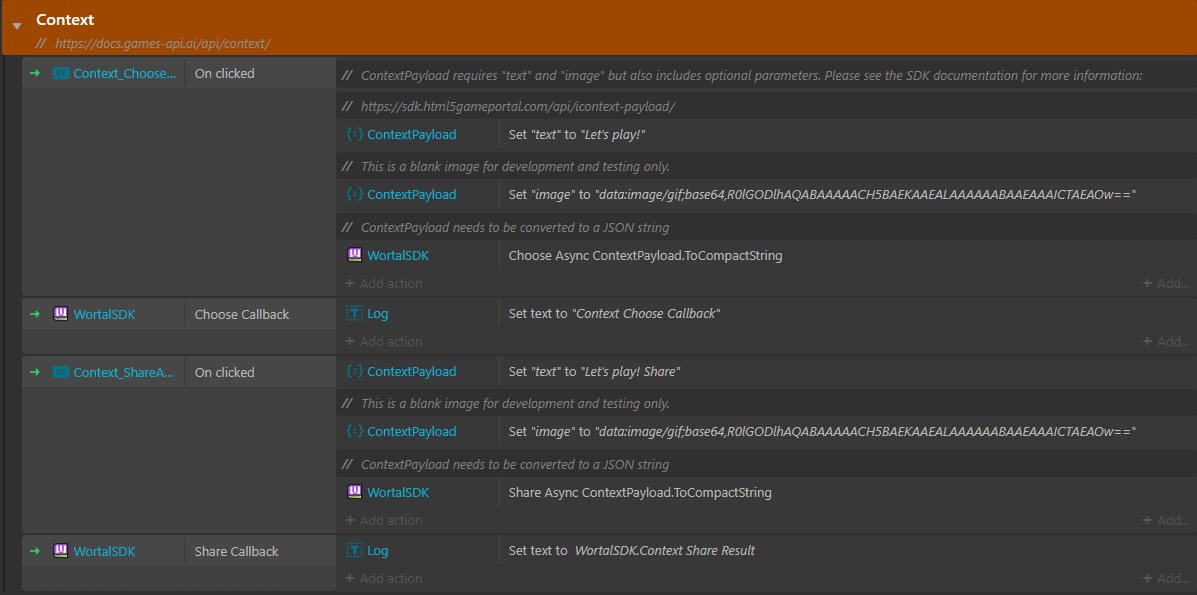 Context
// https://docs.games-api.ai/api/context/
Context_Choose... On clicked // ContextPayload requires "text" and "image" but also includes optional parameters. Please see the SDK documentation for more information:
// https://sdk.html5gameportal.com/api/icontext-payload/
ContextPayload Set "text" to "Let's play!"
// This is a blank image for development and testing only.
ContextPayload Set "image" to "data:image/gif;base64,R0lGODlhAQABAAAAACH5BAEKAAEALAAAAAABAAEAAAICTAEAOw=="
// ContextPayload needs to be converted to a JSON string
WortalSDK Choose Async ContextPayload.ToCompactString
+ Add action + Add...
WortalSDK Choose Callback Log Set text to "Context Choose Callback"
+ Add action + Add...
Context_ShareA... On clicked ContextPayload Set "text" to "Let's play! Share"
// This is a blank image for development and testing only.
ContextPayload Set "image" to "data:image/gif;base64,R0lGODlhAQABAAAAACH5BAEKAAEALAAAAAABAAEAAAICTAEAOw=="
// ContextPayload needs to be converted to a JSON string
WortalSDK Share Async ContextPayload.ToCompactString
+ Add action + Add...
WortalSDK Share Callback Log Set text to WortalSDK.Context Share Result
+ Add action + Add...